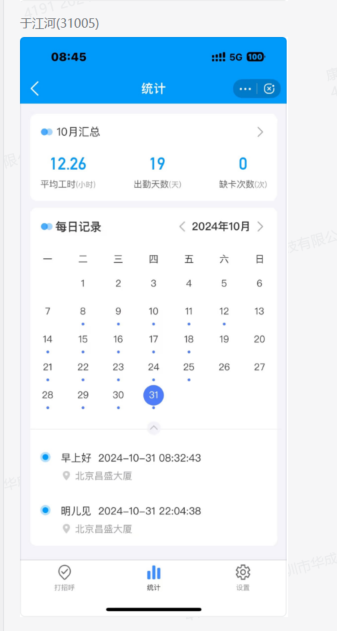 于江河(31005)
08:45 5G 100
统计
10月汇总
12.26 19 0
平均工时(小时) 出勤天数(天) 缺卡次数(次)
每日记录 2024年10月
一 二 三 四 五 六 日
1 2 3 4 5 6
7 8 9 10 11 12 13
14 15 16 17 18 19 20
21 22 23 24 25 26 27
28 29 30 31
早上好 2024-10-31 08:32:43
北京昌盛大厦
明儿见 2024-10-31 22:04:38
北京昌盛大厦
打招呼 统计 设置